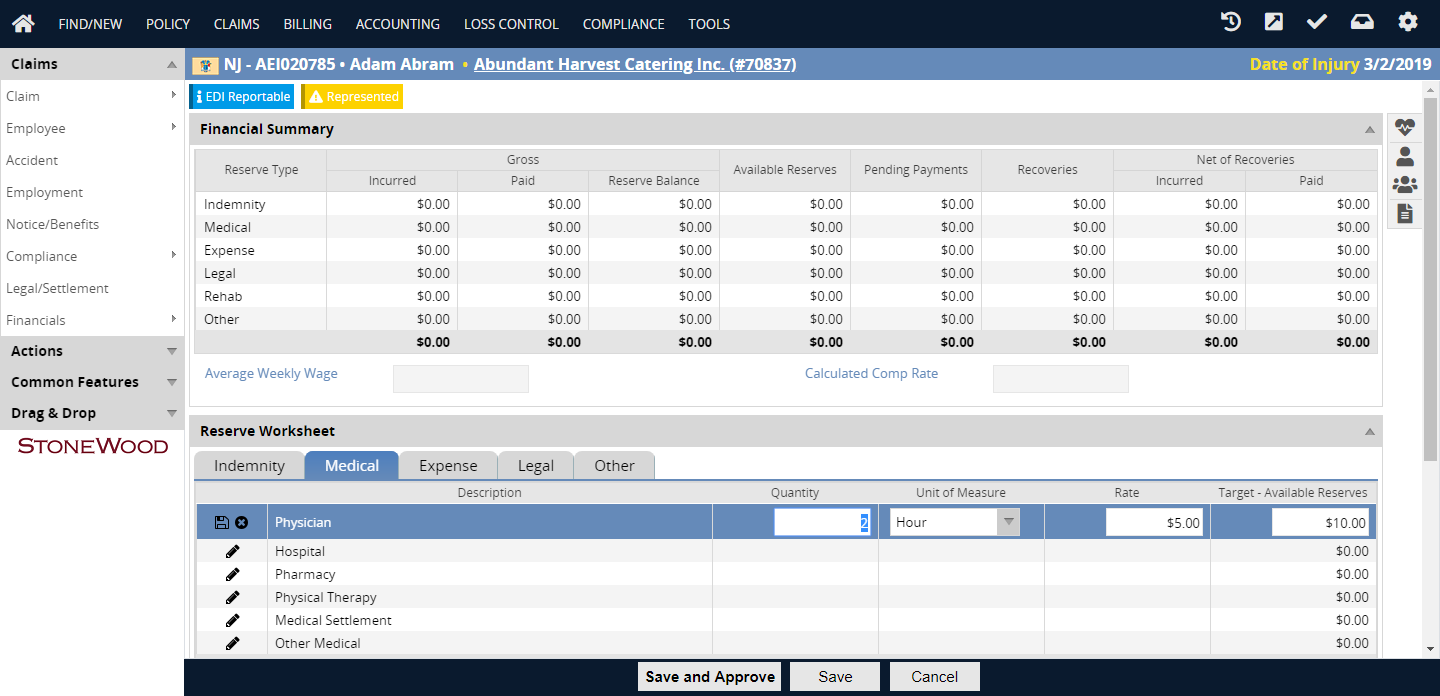 FIND/NEW POLICY CLAIMS BILLING ACCOUNTING LOSS CONTROL COMPLIANCE TOOLS
Claims
Claim
Employee
Accident
Employment
Notice/Benefits
Compliance
Legal/Settlement
Financials
Actions
Common Features
Drag & Drop
STONEWOOD
NJ - AEI020785 • Adam Abram • Abundant Harvest Catering Inc. (#70837) Date of Injury 3/2/2019
EDI Reportable Represented
Financial Summary
Reserve Type Gross Available Reserves Pending Payments Recoveries Net of Recoveries
Incurred Paid Reserve Balance Incurred Paid
Indemnity $0.00 $0.00 $0.00 $0.00 $0.00 $0.00 $0.00 $0.00
Medical $0.00 $0.00 $0.00 $0.00 $0.00 $0.00 $0.00 $0.00
Expense $0.00 $0.00 $0.00 $0.00 $0.00 $0.00 $0.00 $0.00
Legal $0.00 $0.00 $0.00 $0.00 $0.00 $0.00 $0.00 $0.00
Rehab $0.00 $0.00 $0.00 $0.00 $0.00 $0.00 $0.00 $0.00
Other $0.00 $0.00 $0.00 $0.00 $0.00 $0.00 $0.00 $0.00
$0.00 $0.00 $0.00 $0.00 $0.00 $0.00 $0.00 $0.00
Average Weekly Wage Calculated Comp Rate
Reserve Worksheet
Indemnity Medical Expense Legal Other
Description Quantity Unit of Measure Rate Target - Available Reserves
Physician 2 Hour $5.00 $10.00
Hospital $0.00
Pharmacy $0.00
Physical Therapy $0.00
Medical Settlement $0.00
Other Medical $0.00
Save and Approve Save Cancel